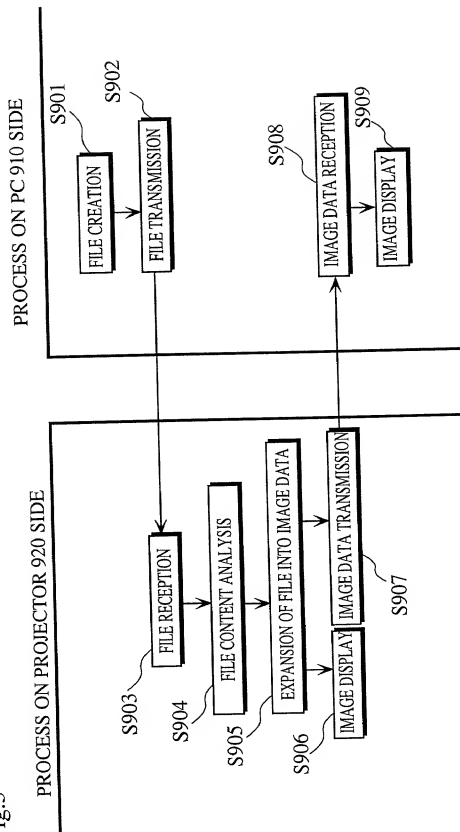 PROCESS ON PROJECTOR 920 SIDE
PROCESS ON PC 910 SIDE
S901
FILE CREATION
S902
FILE TRANSMISSION
S903
FILE RECEPTION
S904
FILE CONTENT ANALYSIS
S905
EXPANSION OF FILE INTO IMAGE DATA
S906
IMAGE DISPLAY
IMAGE DATA TRANSMISSION
S907
S908
IMAGE DATA RECEPTION
S909
IMAGE DISPLAY